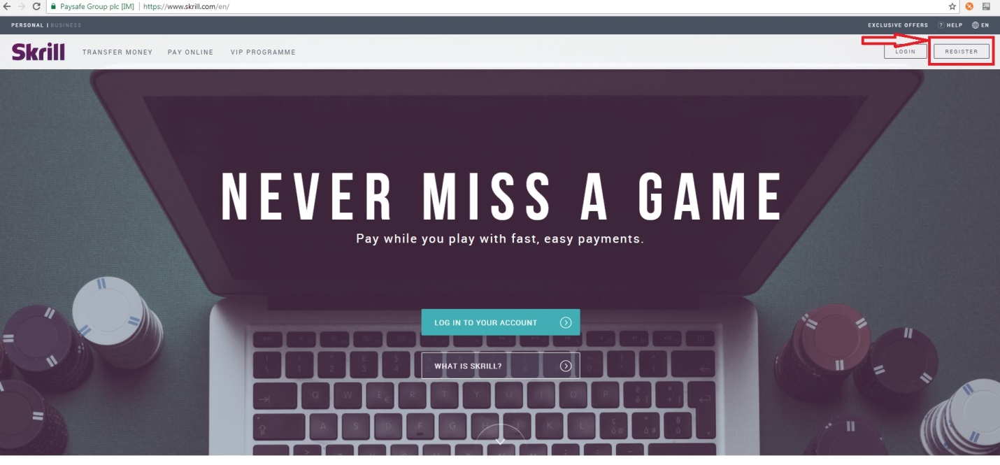 Paysafe Group plc [IM] | https://www.skrill.com/en/
PERSONAL | BUSINESS
EXCLUSIVE OFFERS ? HELP EN
Skrill TRANSFER MONEY PAY ONLINE VIP PROGRAMME LOGIN REGISTER
NEVER MISS A GAME
Pay while you play with fast, easy payments.
LOG IN TO YOUR ACCOUNT
WHAT IS SKRILL?
Q W E R T Y U I O P
A S D F G H J K L